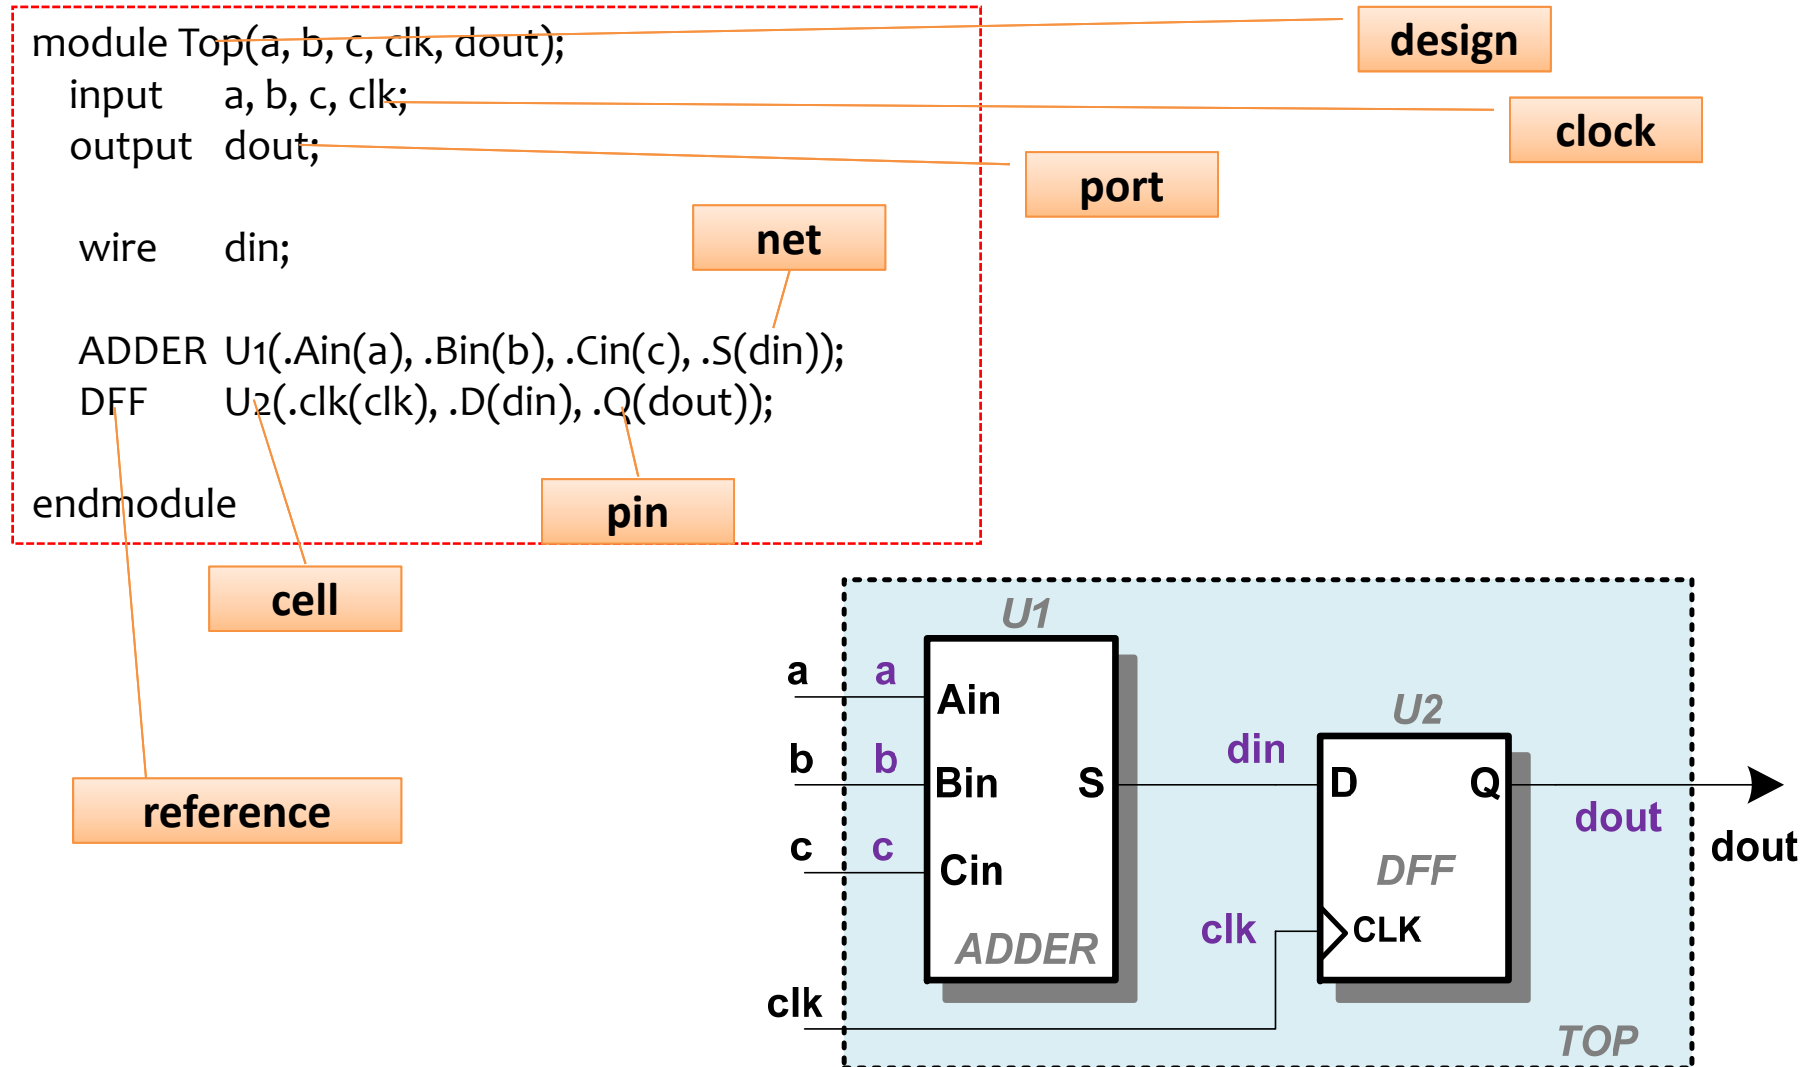 module Top(a, b, c, clk, dout);
input a, b, c, clk;
output dout;
wire din;
ADDER U1(.Ain(a), .Bin(b), .Cin(c), .S(din));
DFF U2(.clk(clk), .D(din), .Q(dout));
endmodule
design
clock
port
net
pin
cell
reference
U1
a a Ain
b b Bin S
c c Cin
ADDER
clk
U2
din D Q
dout
dout
DFF
clk CLK
TOP